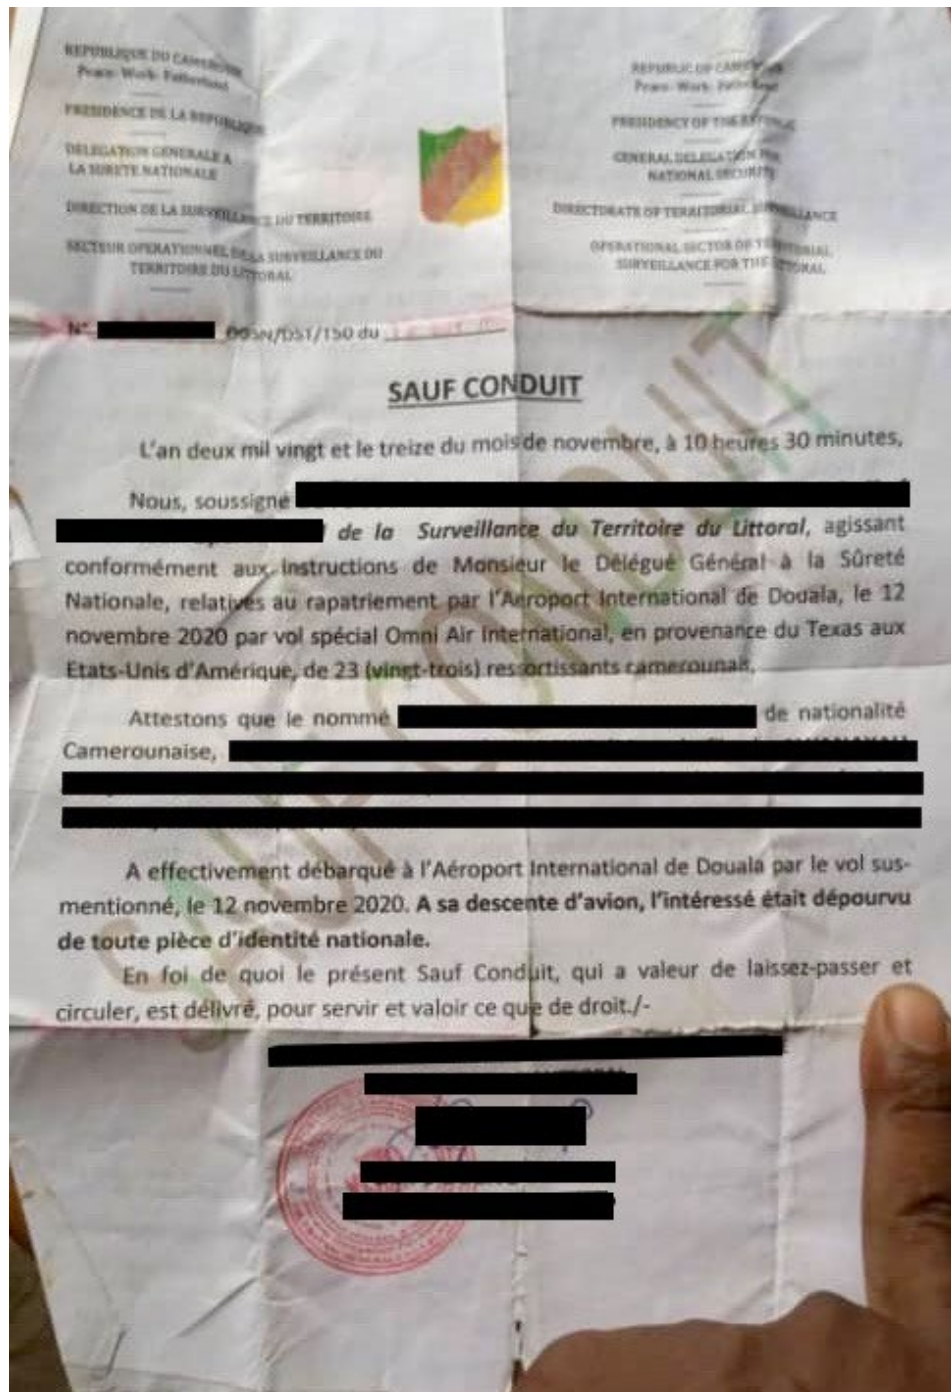 REPUBLIQUE DU CAMEROUN
Peace- Work- Fatherland
PRESIDENCE DE LA REPUBLIQUE
DELEGATION GENERALE A
LA SURETE NATIONALE
DIRECTION DE LA SURVEILLANCE DU TERRITOIRE
SECTEUR OPERATIONNEL DE LA SURVEILLANCE DU
TERRITOIRE DU LITTORAL
REPUBLIC OF CAMEROON
Peace- Work- Fatherland
PRESIDENCY OF THE REPUBLIC
GENERAL DELEGATION FOR
NATIONAL SECURITY
DIRECTORATE OF TERRITORIAL SURVEILLANCE
OPERATIONAL SECTOR OF TERRITORIAL
SURVEILLANCE FOR THE LITTORAL
N° DGSN/DST/150 du
SAUF CONDUIT
L'an deux mil vingt et le treize du mois de novembre, à 10 heures 30 minutes,
Nous, soussigné
de la Surveillance du Territoire du Littoral, agissant
conformément aux instructions de Monsieur le Délégué Général à la Sûreté
Nationale, relatives au rapatriement par l'Aéroport International de Douala, le 12
novembre 2020 par vol spécial Omni Air International, en provenance du Texas aux
Etats-Unis d'Amérique, de 23 (vingt-trois) ressortissants camerounais.
Attestons que le nommé de nationalité
Camerounaise,
A effectivement débarqué à l'Aéroport International de Douala par le vol sus-
mentionné, le 12 novembre 2020. A sa descente d'avion, l'intéressé était dépourvu
de toute pièce d'identité nationale.
En foi de quoi le présent Sauf Conduit, qui a valeur de laissez-passer et
circuler, est délivré, pour servir et valoir ce que de droit./-
SAUF CONDUIT